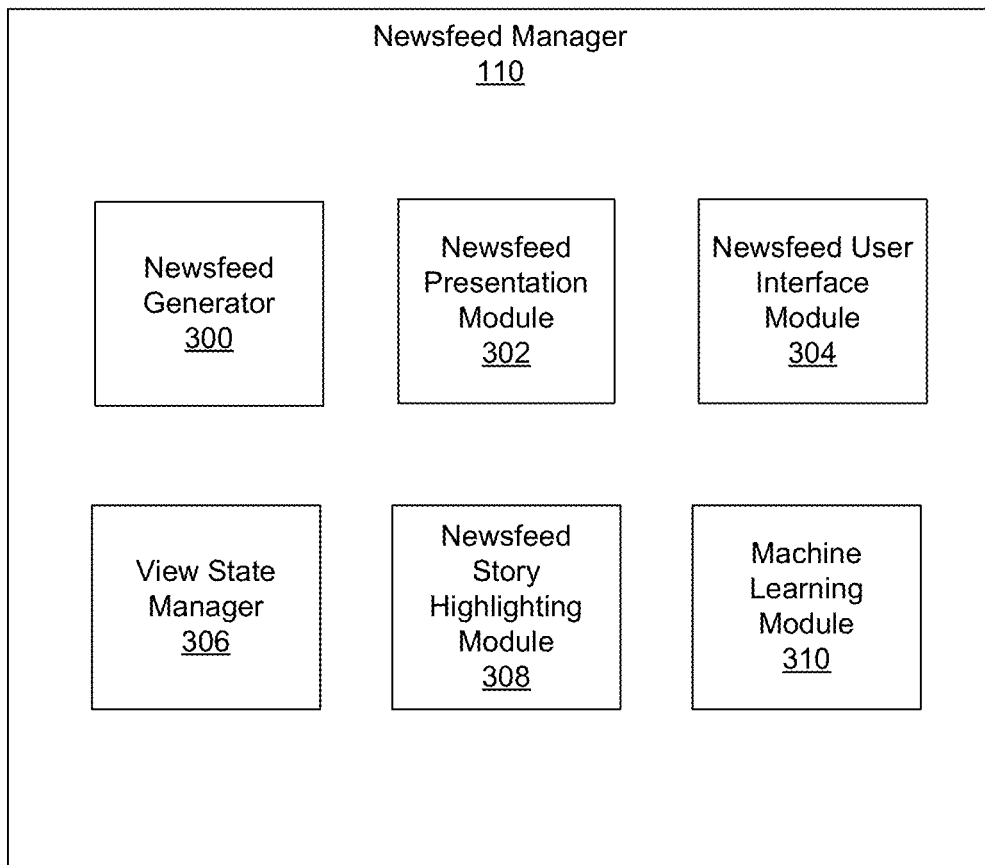 Newsfeed Manager
110
Newsfeed
Generator
300
Newsfeed
Presentation
Module
302
Newsfeed User
Interface
Module
304
View State
Manager
306
Newsfeed
Story
Highlighting
Module
308
Machine
Learning
Module
310